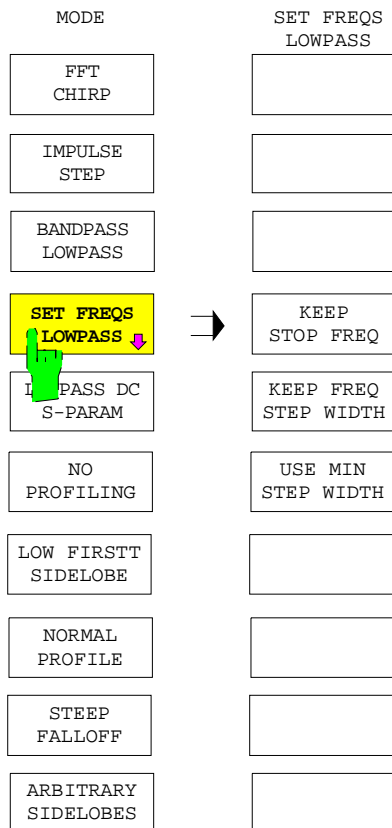 MODE
FFT
CHIRP
IMPULSE
STEP
BANDPASS
LOWPASS
SET FREQS
LOWPASS
PASS DC
S-PARAM
NO
PROFILING
LOW FIRSTT
SIDELOBE
NORMAL
PROFILE
STEEP
FALLOFF
ARBITRARY
SIDELOBES
SET FREQS
LOWPASS
KEEP
STOP FREQ
KEEP FREQ
STEP WIDTH
USE MIN
STEP WIDTH